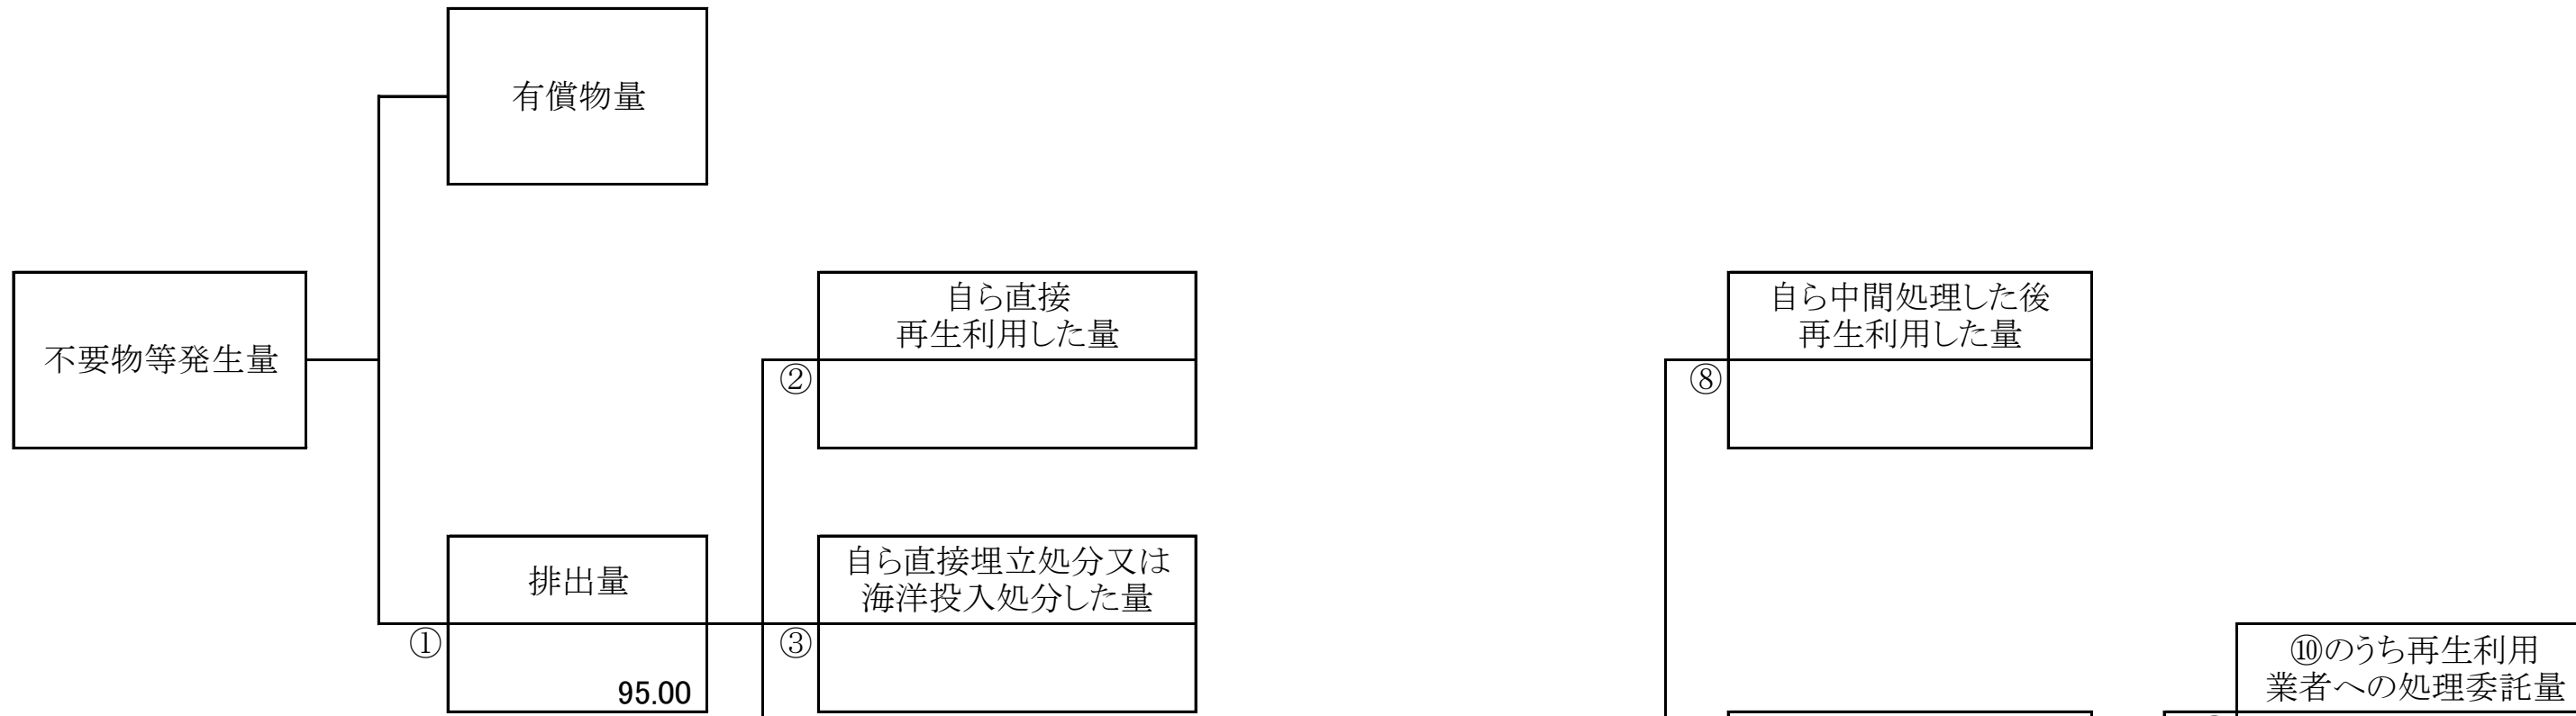 有償物量
不要物等発生量
自ら直接
再生利用した量
②
自ら中間処理した後
再生利用した量
⑧
排出量
①
95.00
自ら直接埋立処分又は
海洋投入処分した量
③
⑩のうち再生利用
業者への処理委託量